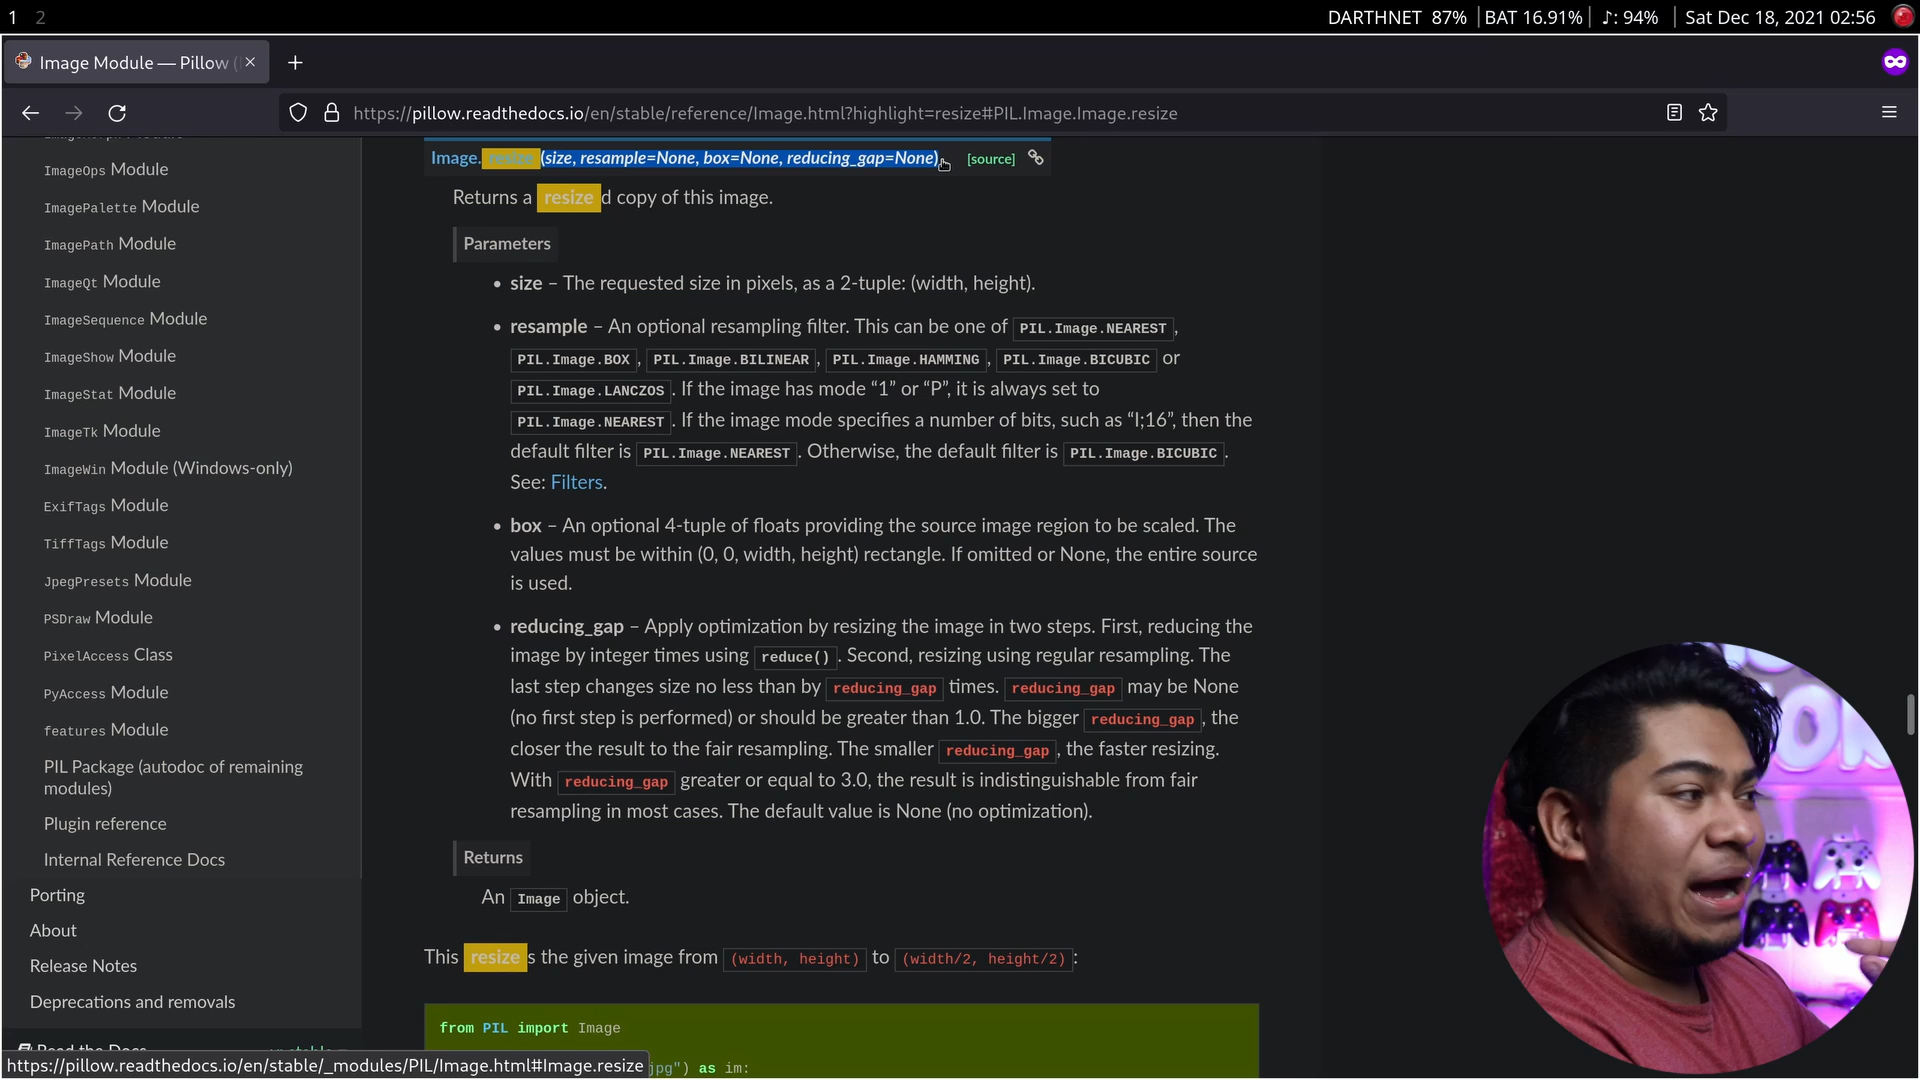 1 2 DARTHNET 87% | BAT 16.91% | ♪: 94% | Sat Dec 18, 2021 02:56
Image Module — Pillow (
https://pillow.readthedocs.io/en/stable/reference/Image.html?highlight=resize#PIL.Image.Image.resize
ImageOps Module
ImagePalette Module
ImagePath Module
ImageQt Module
ImageSequence Module
ImageShow Module
ImageStat Module
ImageTk Module
ImageWin Module (Windows-only)
ExifTags Module
TiffTags Module
JpegPresets Module
PSDraw Module
PixelAccess Class
PyAccess Module
features Module
PIL Package (autodoc of remaining
modules)
Plugin reference
Internal Reference Docs
Porting
About
Release Notes
Deprecations and removals
Image.resize(size, resample=None, box=None, reducing_gap=None) [source]
Returns a resized copy of this image.
Parameters
• size – The requested size in pixels, as a 2-tuple: (width, height).
• resample – An optional resampling filter. This can be one of PIL.Image.NEAREST,
PIL.Image.BOX, PIL.Image.BILINEAR, PIL.Image.HAMMING, PIL.Image.BICUBIC or
PIL.Image.LANCZOS. If the image has mode “1” or “P”, it is always set to
PIL.Image.NEAREST. If the image mode specifies a number of bits, such as “I;16”, then the
default filter is PIL.Image.NEAREST. Otherwise, the default filter is PIL.Image.BICUBIC.
See: Filters.
• box – An optional 4-tuple of floats providing the source image region to be scaled. The
values must be within (0, 0, width, height) rectangle. If omitted or None, the entire source
is used.
• reducing_gap – Apply optimization by resizing the image in two steps. First, reducing the
image by integer times using reduce(). Second, resizing using regular resampling. The
last step changes size no less than by reducing_gap times. reducing_gap may be None
(no first step is performed) or should be greater than 1.0. The bigger reducing_gap, the
closer the result to the fair resampling. The smaller reducing_gap, the faster resizing.
With reducing_gap greater or equal to 3.0, the result is indistinguishable from fair
resampling in most cases. The default value is None (no optimization).
Returns
An Image object.
This resizes the given image from (width, height) to (width/2, height/2):
from PIL import Image
jpg") as im:
https://pillow.readthedocs.io/en/stable/_modules/PIL/Image.html#Image.resize